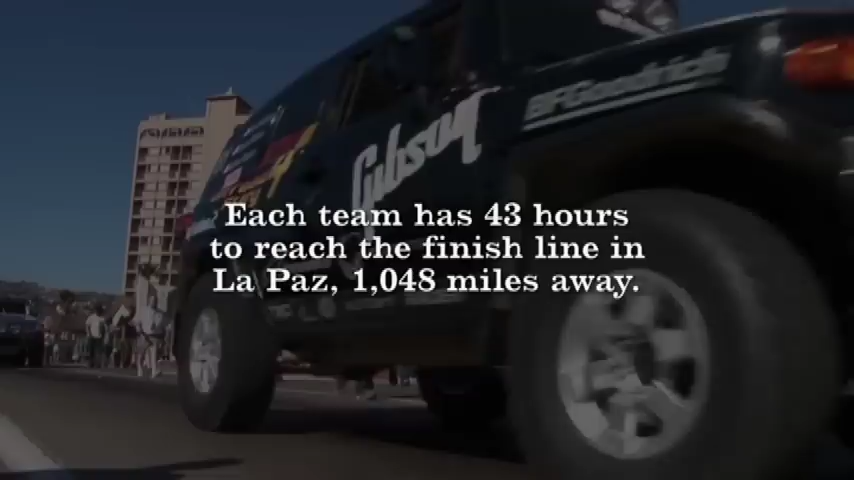 BFGoodrich
Gibson
Each team has 43 hours
to reach the finish line in
La Paz, 1,048 miles away.